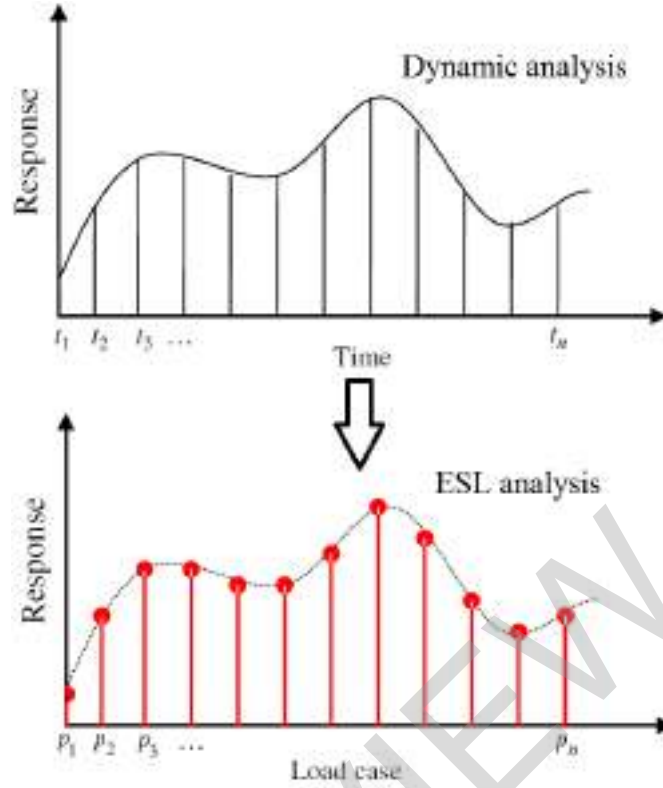 Dynamic analysis
Response
t1 t2 t3 ... tn
Time
ESL analysis
Response
p1 p2 p3 ... pn
Load case